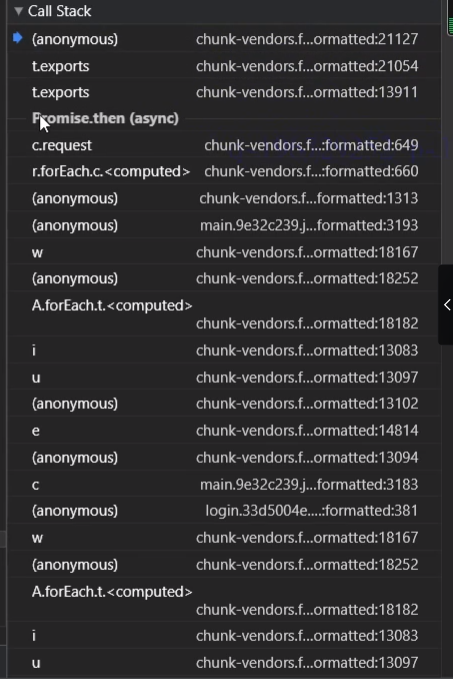 Call Stack
(anonymous) chunk-vendors.f...ormatted:21127
t.exports chunk-vendors.f...ormatted:21054
t.exports chunk-vendors.f...ormatted:13911
Promise.then (async)
c.request chunk-vendors.f...:formatted:649
r.forEach.c.<computed> chunk-vendors.f...:formatted:660
(anonymous) chunk-vendors.f...formatted:1313
(anonymous) main.9e32c239.j...formatted:3193
w chunk-vendors.f...ormatted:18167
(anonymous) chunk-vendors.f...ormatted:18252
A.forEach.t.<computed>
chunk-vendors.f...ormatted:18182
i chunk-vendors.f...ormatted:13083
u chunk-vendors.f...ormatted:13097
(anonymous) chunk-vendors.f...ormatted:13102
e chunk-vendors.f...ormatted:14814
(anonymous) chunk-vendors.f...ormatted:13094
c main.9e32c239.j...formatted:3183
(anonymous) login.33d5004e....:formatted:381
w chunk-vendors.f...ormatted:18167
(anonymous) chunk-vendors.f...ormatted:18252
A.forEach.t.<computed>
chunk-vendors.f...ormatted:18182
i chunk-vendors.f...ormatted:13083
u chunk-vendors.f...ormatted:13097